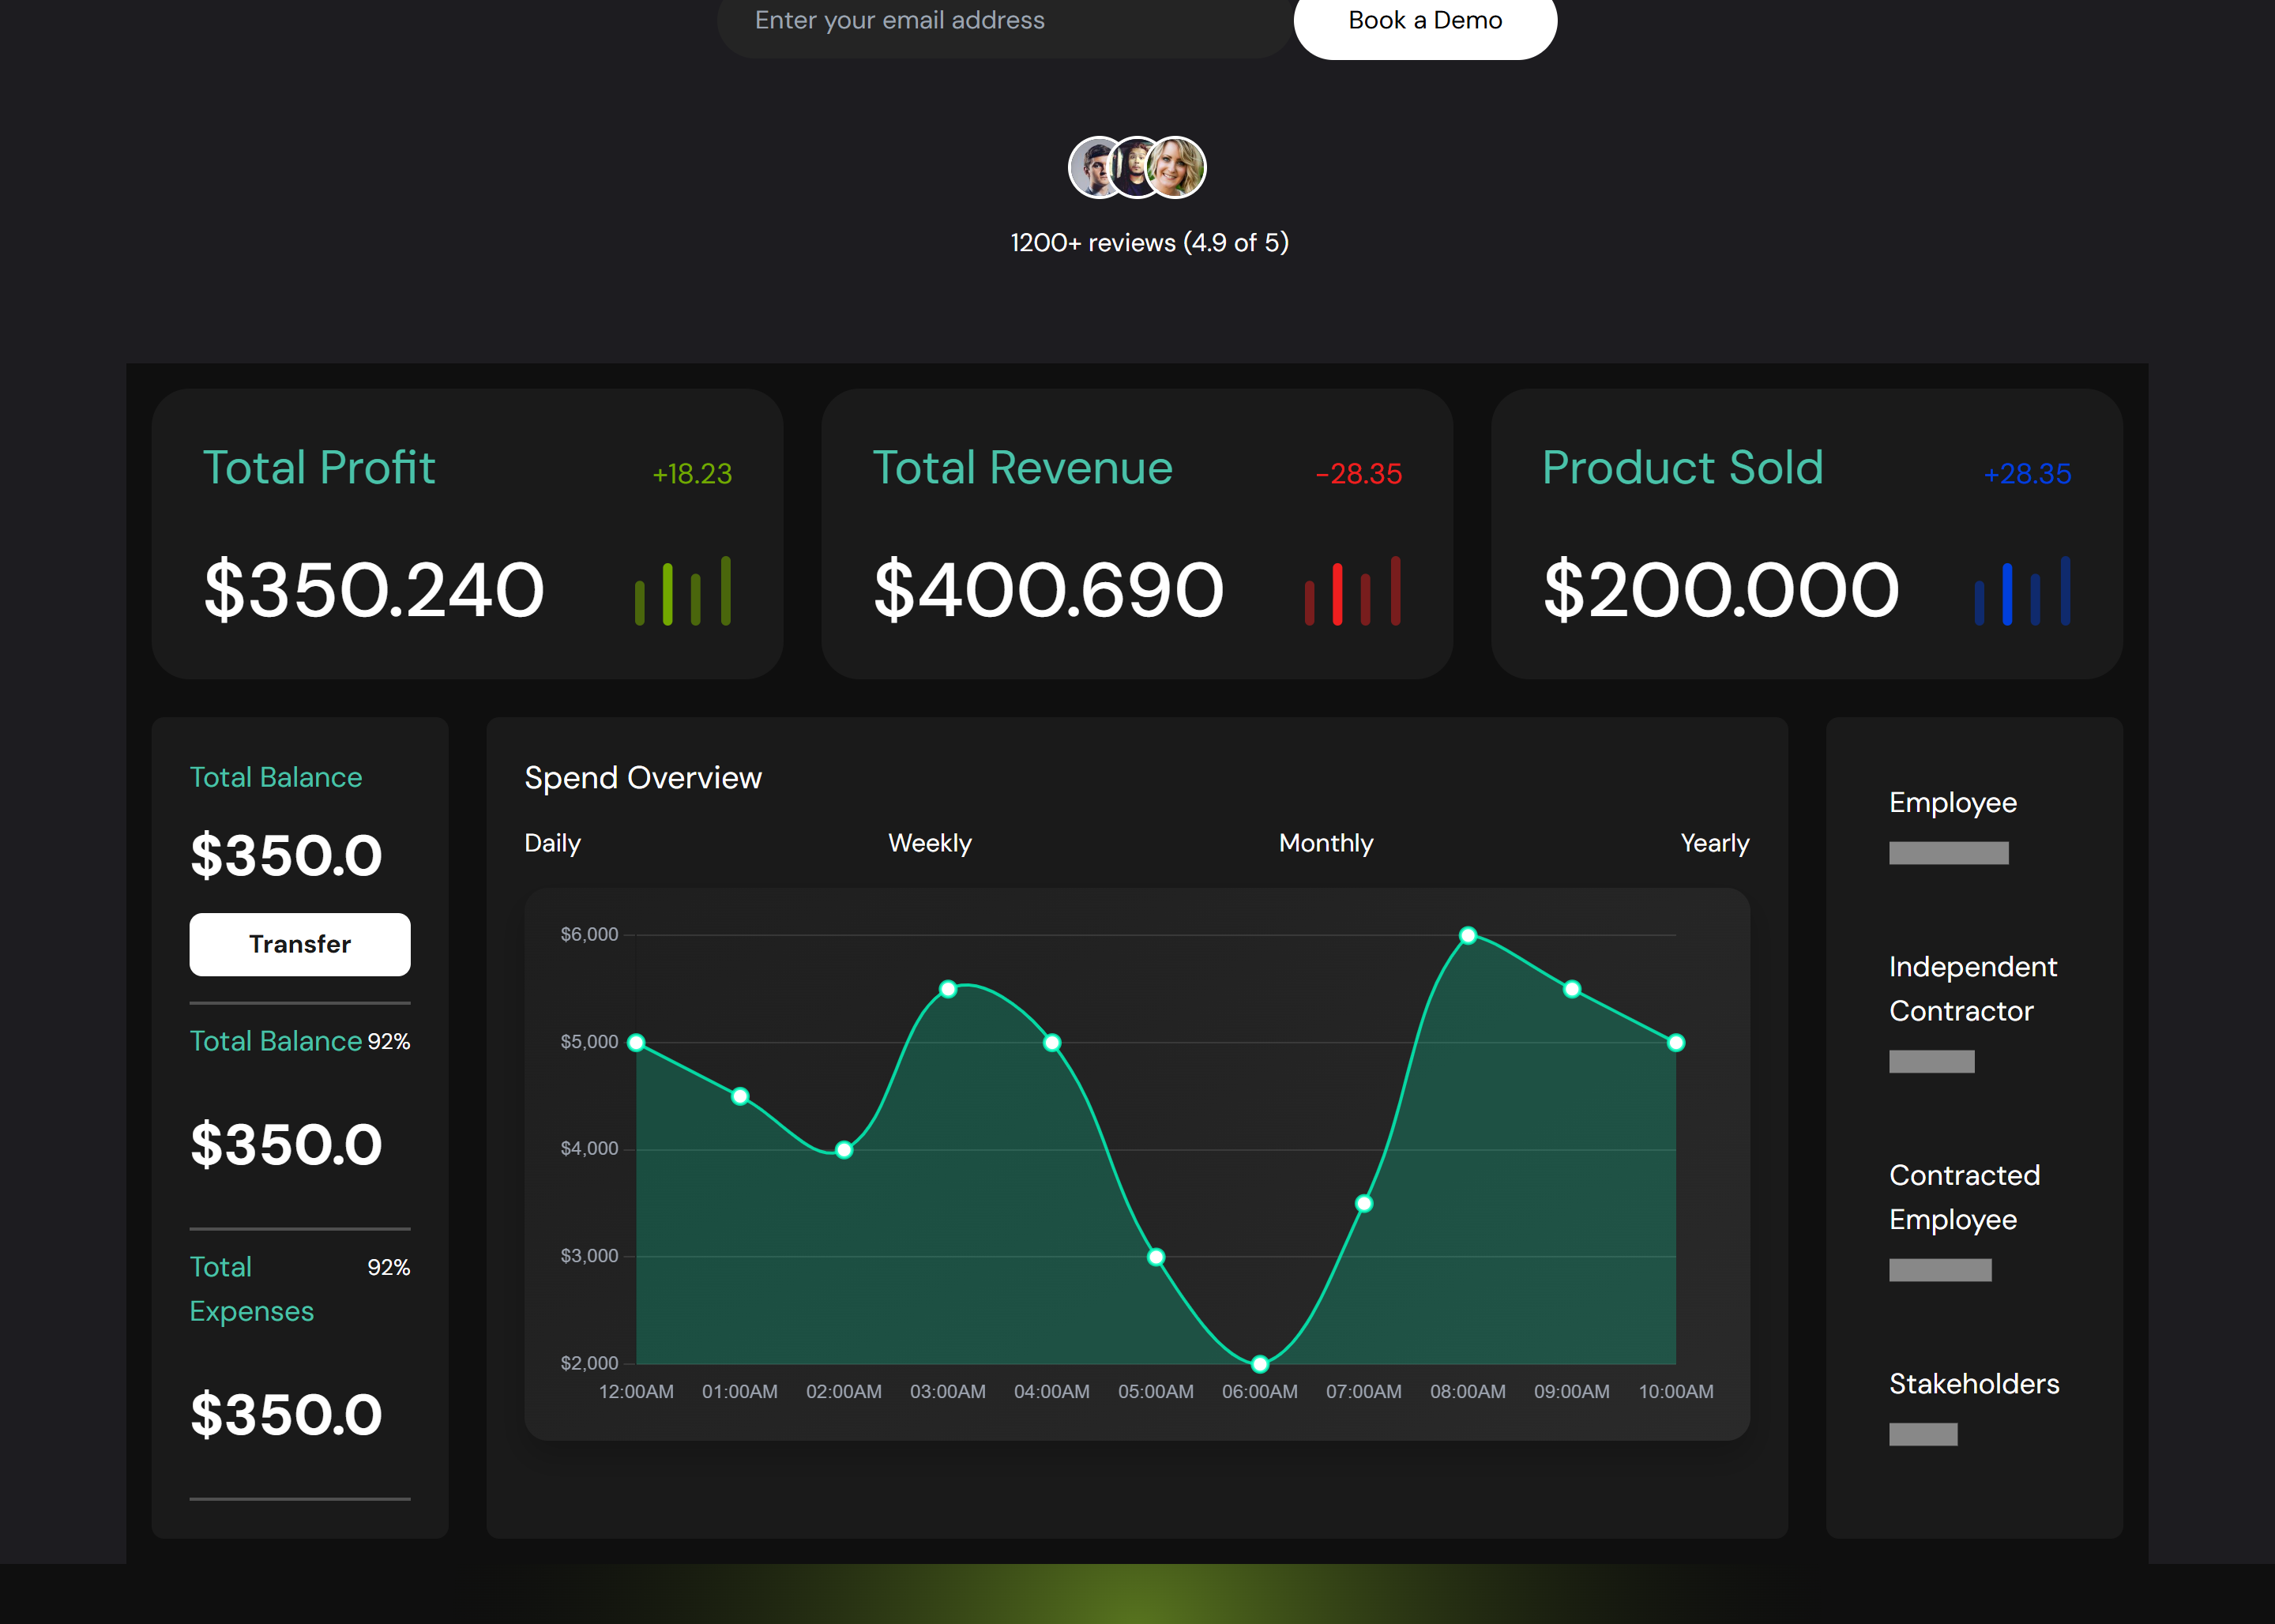 Enter your email address
Book a Demo
1200+ reviews (4.9 of 5)
Total Profit
+18.23
$350.240
Total Revenue
-28.35
$400.690
Product Sold
+28.35
$200.000
Total Balance
$350.0
Transfer
Total Balance 92%
$350.0
Total 92%
Expenses
$350.0
Spend Overview
Daily Weekly Monthly Yearly
$6,000
$5,000
$4,000
$3,000
$2,000
12:00AM 01:00AM 02:00AM 03:00AM 04:00AM 05:00AM 06:00AM 07:00AM 08:00AM 09:00AM 10:00AM
Employee
Independent
Contractor
Contracted
Employee
Stakeholders